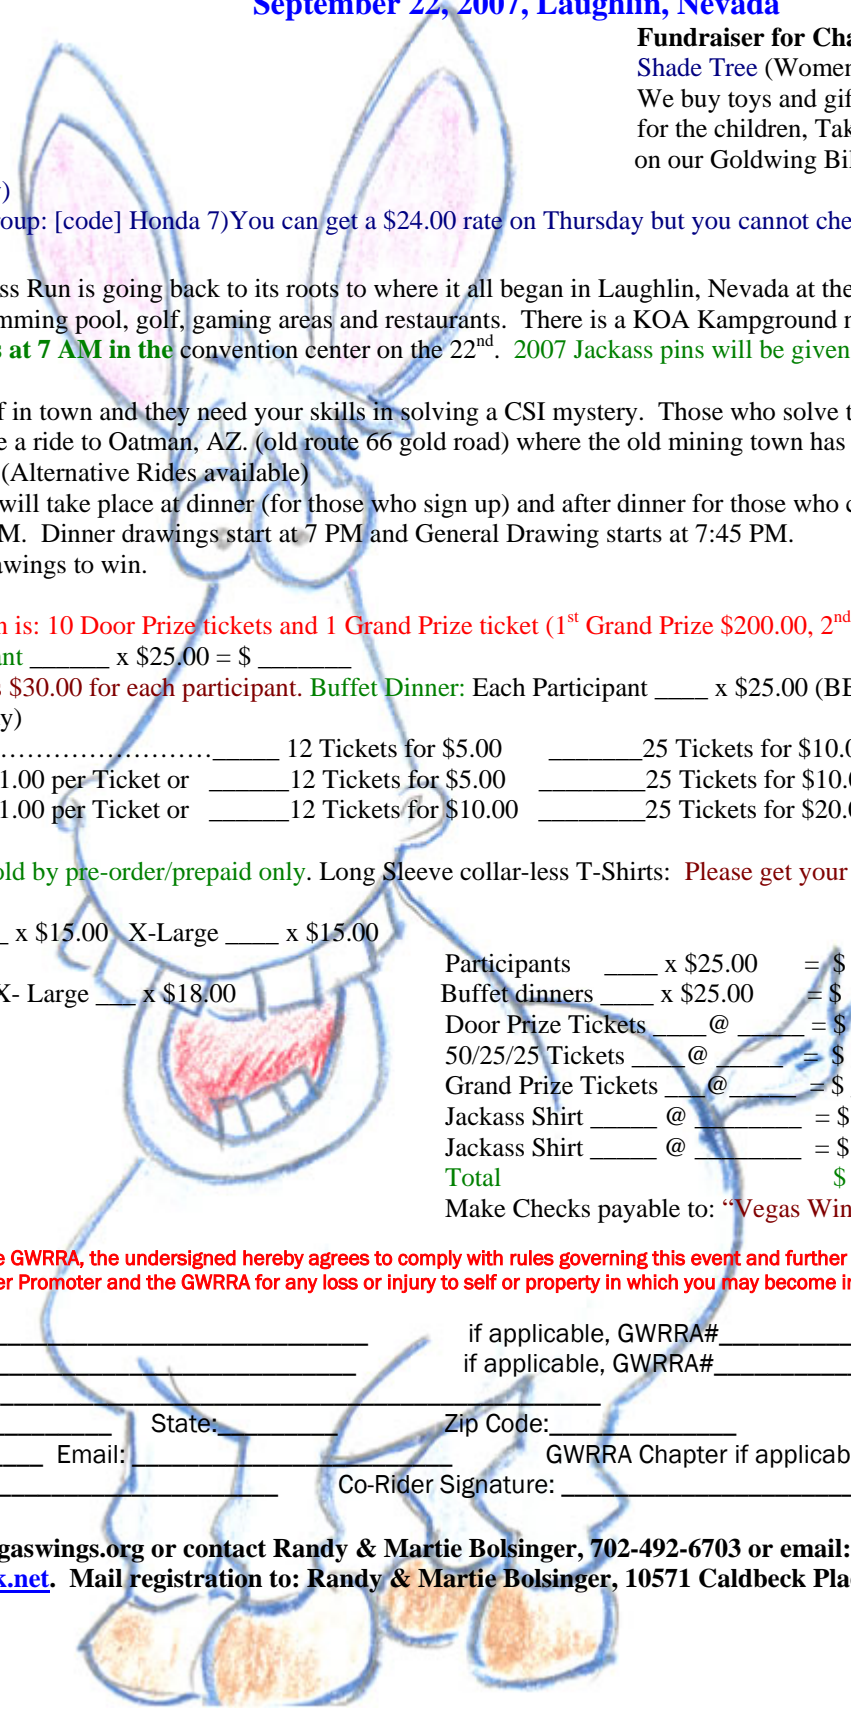 September 22, 2007, Laughlin, Nevada
Fundraiser for Cha
Shade Tree (Women
We buy toys and gif
for the children, Tak
on our Goldwing Bi
)
oup: [code] Honda 7)You can get a $24.00 rate on Thursday but you cannot che
ss Run is going back to its roots to where it all began in Laughlin, Nevada at the
mming pool, golf, gaming areas and restaurants. There is a KOA Kampground n
s at 7 AM in the convention center on the 22nd. 2007 Jackass pins will be given
f in town and they need your skills in solving a CSI mystery. Those who solve t
e a ride to Oatman, AZ. (old route 66 gold road) where the old mining town has
(Alternative Rides available)
will take place at dinner (for those who sign up) and after dinner for those who c
M. Dinner drawings start at 7 PM and General Drawing starts at 7:45 PM.
awings to win.
n is: 10 Door Prize tickets and 1 Grand Prize ticket (1st Grand Prize $200.00, 2nd
ant ______ x $25.00 = $ _______
s $30.00 for each participant. Buffet Dinner: Each Participant ____ x $25.00 (BB
y)
……………………_____ 12 Tickets for $5.00 _______25 Tickets for $10.0
1.00 per Ticket or ______12 Tickets for $5.00 ________25 Tickets for $10.0
1.00 per Ticket or ______12 Tickets for $10.00 ________25 Tickets for $20.0
old by pre-order/prepaid only. Long Sleeve collar-less T-Shirts: Please get your
_ x $15.00 X-Large ____ x $15.00
X- Large ___ x $18.00
Participants ____ x $25.00 = $
Buffet dinners ____ x $25.00 = $
Door Prize Tickets ____@ _____ = $
50/25/25 Tickets ____@ _____ = $
Grand Prize Tickets ___@_____ = $
Jackass Shirt _____ @ ________ = $
Jackass Shirt _____ @ ________ = $
Total $
Make Checks payable to: “Vegas Win
e GWRRA, the undersigned hereby agrees to comply with rules governing this event and further
er Promoter and the GWRRA for any loss or injury to self or property in which you may become in
____________________________ if applicable, GWRRA#__________
___________________________ if applicable, GWRRA#__________
_____________________________________________
________ State:_________ Zip Code:______________
___ Email: ________________________ GWRRA Chapter if applicab
_____________________ Co-Rider Signature: ______________________
gaswings.org or contact Randy & Martie Bolsinger, 702-492-6703 or email:
k.net. Mail registration to: Randy & Martie Bolsinger, 10571 Caldbeck Pla